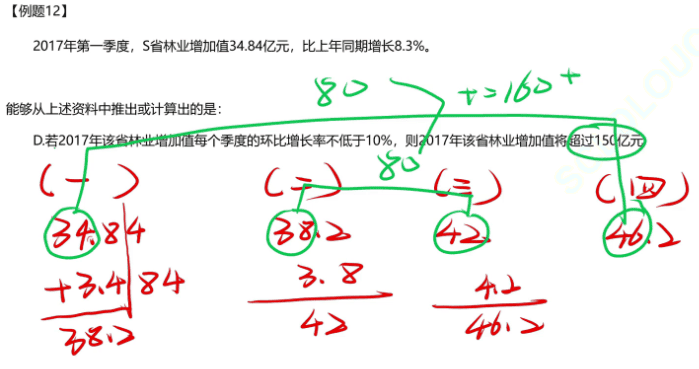 【例题12】
2017年第一季度，S省林业增加值34.84亿元，比上年同期增长8.3%。
80 +=160+
能够从上述资料中推出或计算出的是：
D.若2017年该省林业增加值每个季度的环比增长率不低于10%，则2017年该省林业增加值将超过150亿元
80
(一) (二) (三) (四)
34.84 38.2 42. 46.2
+3.484 3.8 4.2
38.2 42 46.2